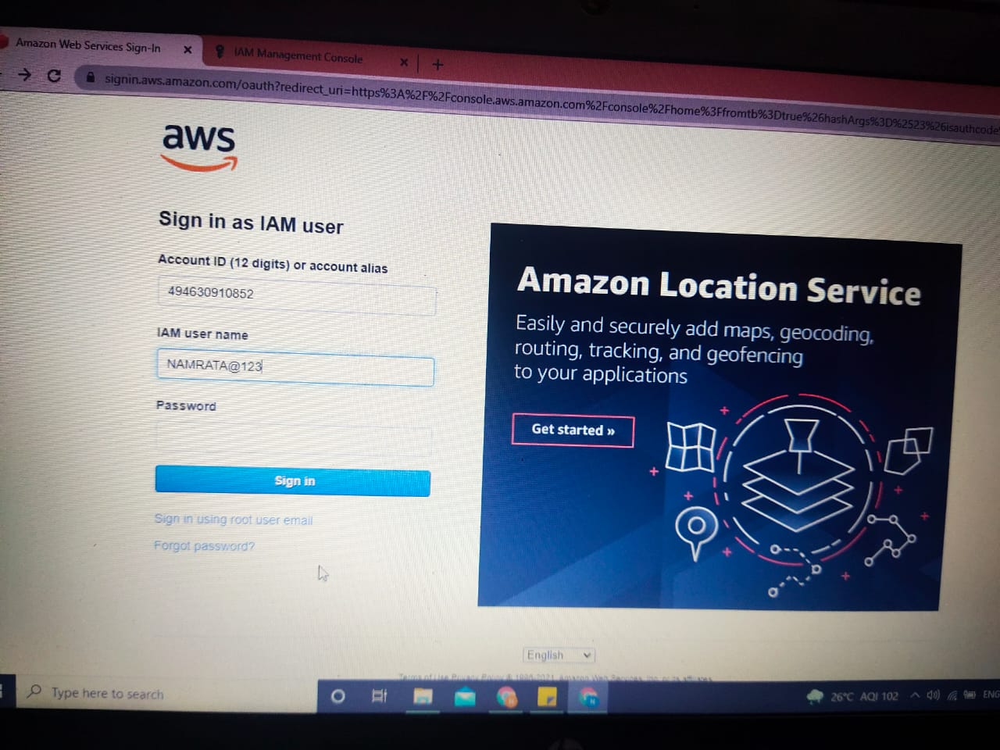 Amazon Web Services Sign-In
IAM Management Console
signin.aws.amazon.com/oauth?redirect_uri=https%3A%2F%2Fconsole.aws.amazon.com%2Fconsole%2Fhome%3Ffromtb%3Dtrue%26hashArgs%3D%2523%26isauthcode
aws
Sign in as IAM user
Account ID (12 digits) or account alias
494630910852
IAM user name
NAMRATA@123
Password
Sign in
Sign in using root user email
Forgot password?
Amazon Location Service
Easily and securely add maps, geocoding,
routing, tracking, and geofencing
to your applications
Get started »
English
Terms of Use Privacy Policy © 1996-2021, Amazon Web Services, Inc. or its affiliates.
Type here to search
26°C AQI 102
ENG